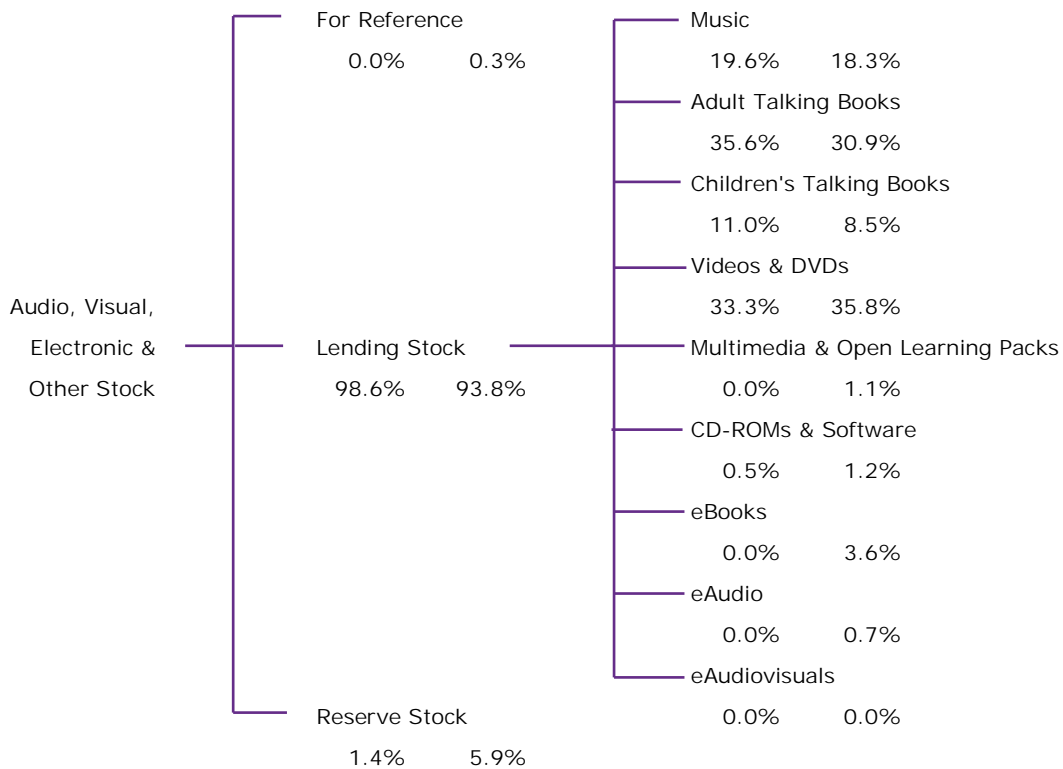 For Reference
0.0% 0.3%
Music
19.6% 18.3%
Adult Talking Books
35.6% 30.9%
Children's Talking Books
11.0% 8.5%
Videos & DVDs
33.3% 35.8%
Audio, Visual,
Electronic &
Other Stock
Lending Stock
98.6% 93.8%
Multimedia & Open Learning Packs
0.0% 1.1%
CD-ROMs & Software
0.5% 1.2%
eBooks
0.0% 3.6%
eAudio
0.0% 0.7%
eAudiovisuals
0.0% 0.0%
Reserve Stock
1.4% 5.9%